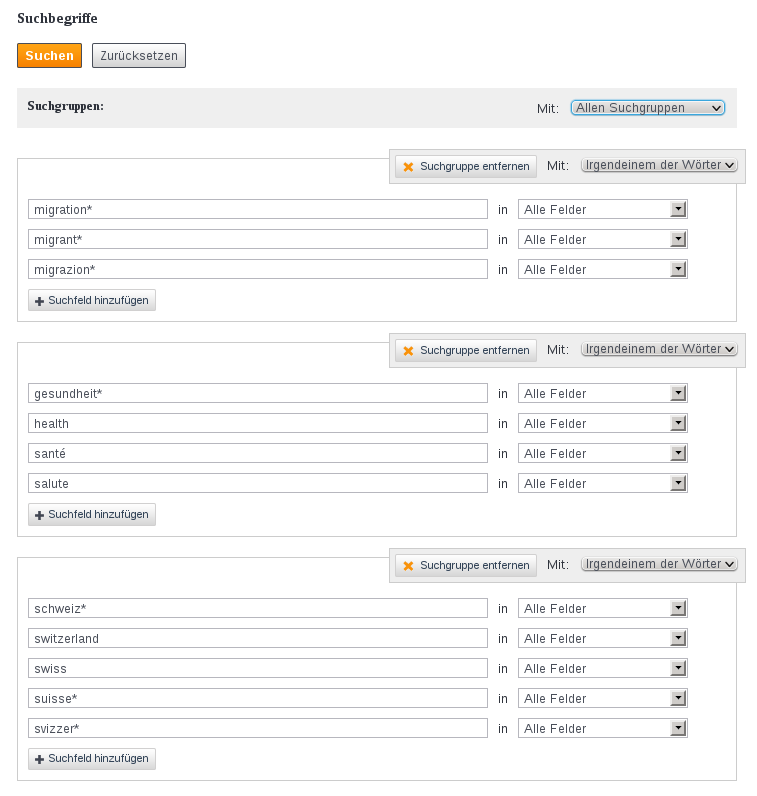 Suchbegriffe
Suchen Zurücksetzen
Suchgruppen: Mit: Allen Suchgruppen
Suchgruppe entfernen Mit: Irgendeinem der Wörter
migration* in Alle Felder
migrant* in Alle Felder
migrazion* in Alle Felder
Suchfeld hinzufügen
Suchgruppe entfernen Mit: Irgendeinem der Wörter
gesundheit* in Alle Felder
health in Alle Felder
santé in Alle Felder
salute in Alle Felder
Suchfeld hinzufügen
Suchgruppe entfernen Mit: Irgendeinem der Wörter
schweiz* in Alle Felder
switzerland in Alle Felder
swiss in Alle Felder
suisse* in Alle Felder
svizzer* in Alle Felder
Suchfeld hinzufügen